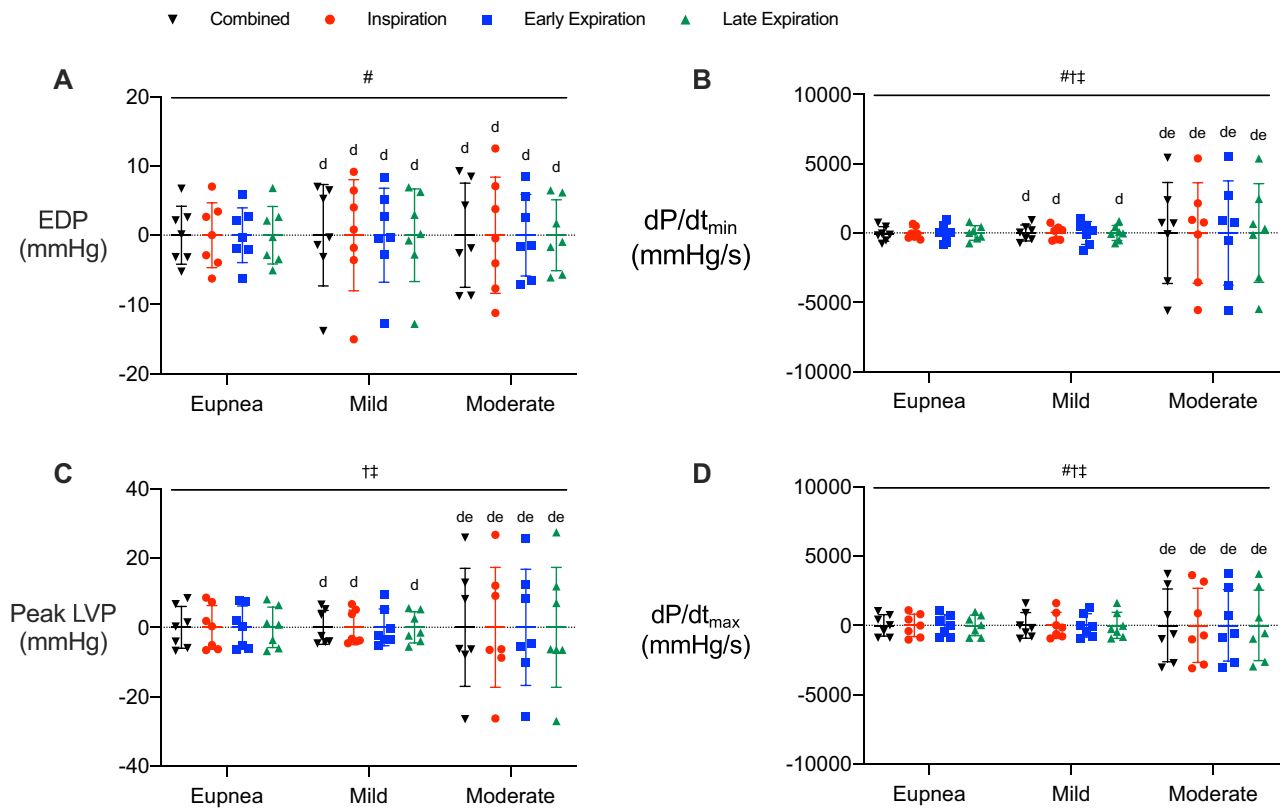 Combined Inspiration Early Expiration Late Expiration
A
#
20
10
0
-10
-20
EDP
(mmHg)
d d d d
d d d d
Eupnea Mild Moderate
B
#†‡
10000
5000
0
-5000
-10000
dP/dtmin
(mmHg/s)
d d d
de de de de
Eupnea Mild Moderate
C
†‡
40
20
0
-20
-40
Peak LVP
(mmHg)
d d d
de de de de
Eupnea Mild Moderate
D
#†‡
10000
5000
0
-5000
-10000
dP/dtmax
(mmHg/s)
de de de de
Eupnea Mild Moderate